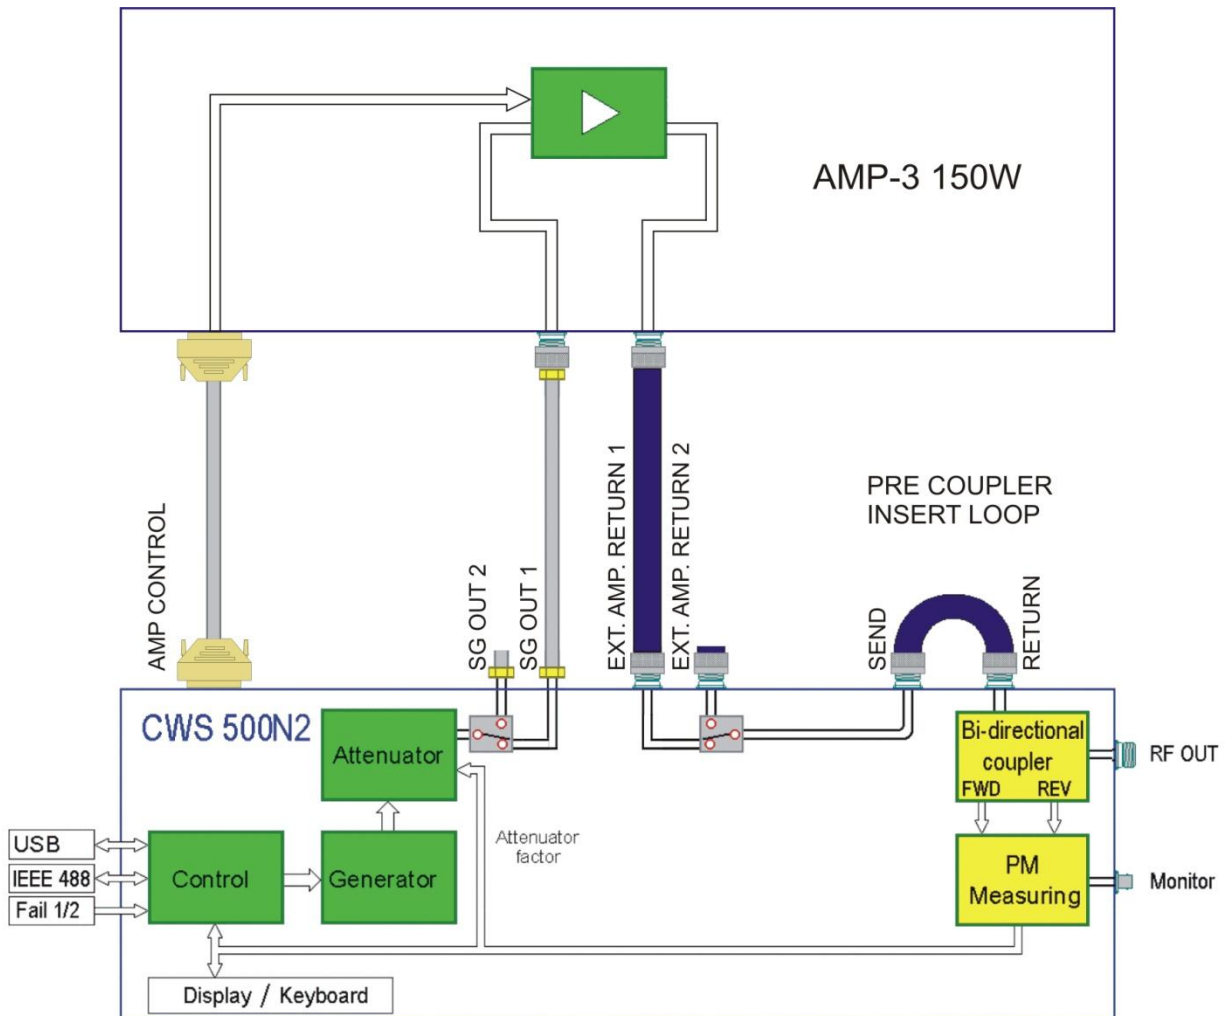 AMP-3 150W
AMP CONTROL
SG OUT 2
SG OUT 1
EXT. AMP. RETURN 1
EXT. AMP. RETURN 2
PRE COUPLER
INSERT LOOP
SEND
RETURN
CWS 500N2
Attenuator
Bi-directional
coupler
FWD REV
RF OUT
USB
IEEE 488
Fail 1/2
Control
Generator
Attenuator
factor
PM
Measuring
Monitor
Display / Keyboard